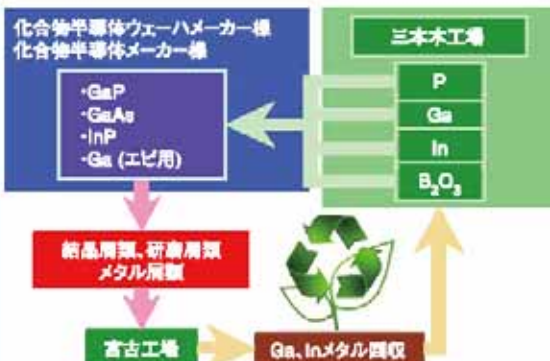 化合物半導体ウェーハメーカー様
化合物半導体メーカー様
・GaP
・GaAs
・InP
・Ga (エピ用)
三本木工場
P
Ga
In
B₂O₃
結晶屑類、研磨屑類
メタル屑類
宮古工場
Ga、Inメタル回収